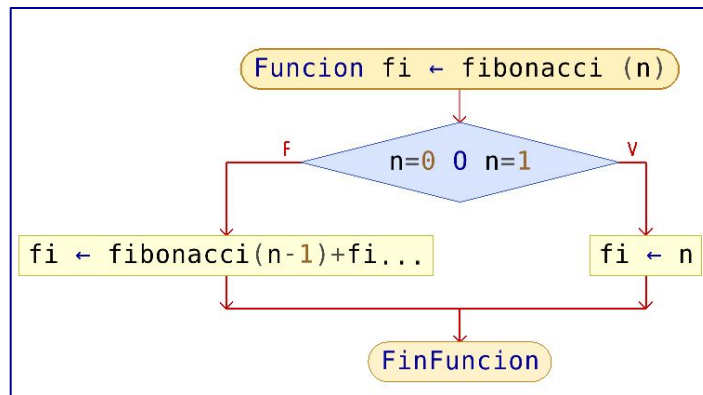 Funcion fi ← fibonacci (n)
F
n=0 O n=1
V
fi ← fibonacci(n-1)+fi...
fi ← n
FinFuncion